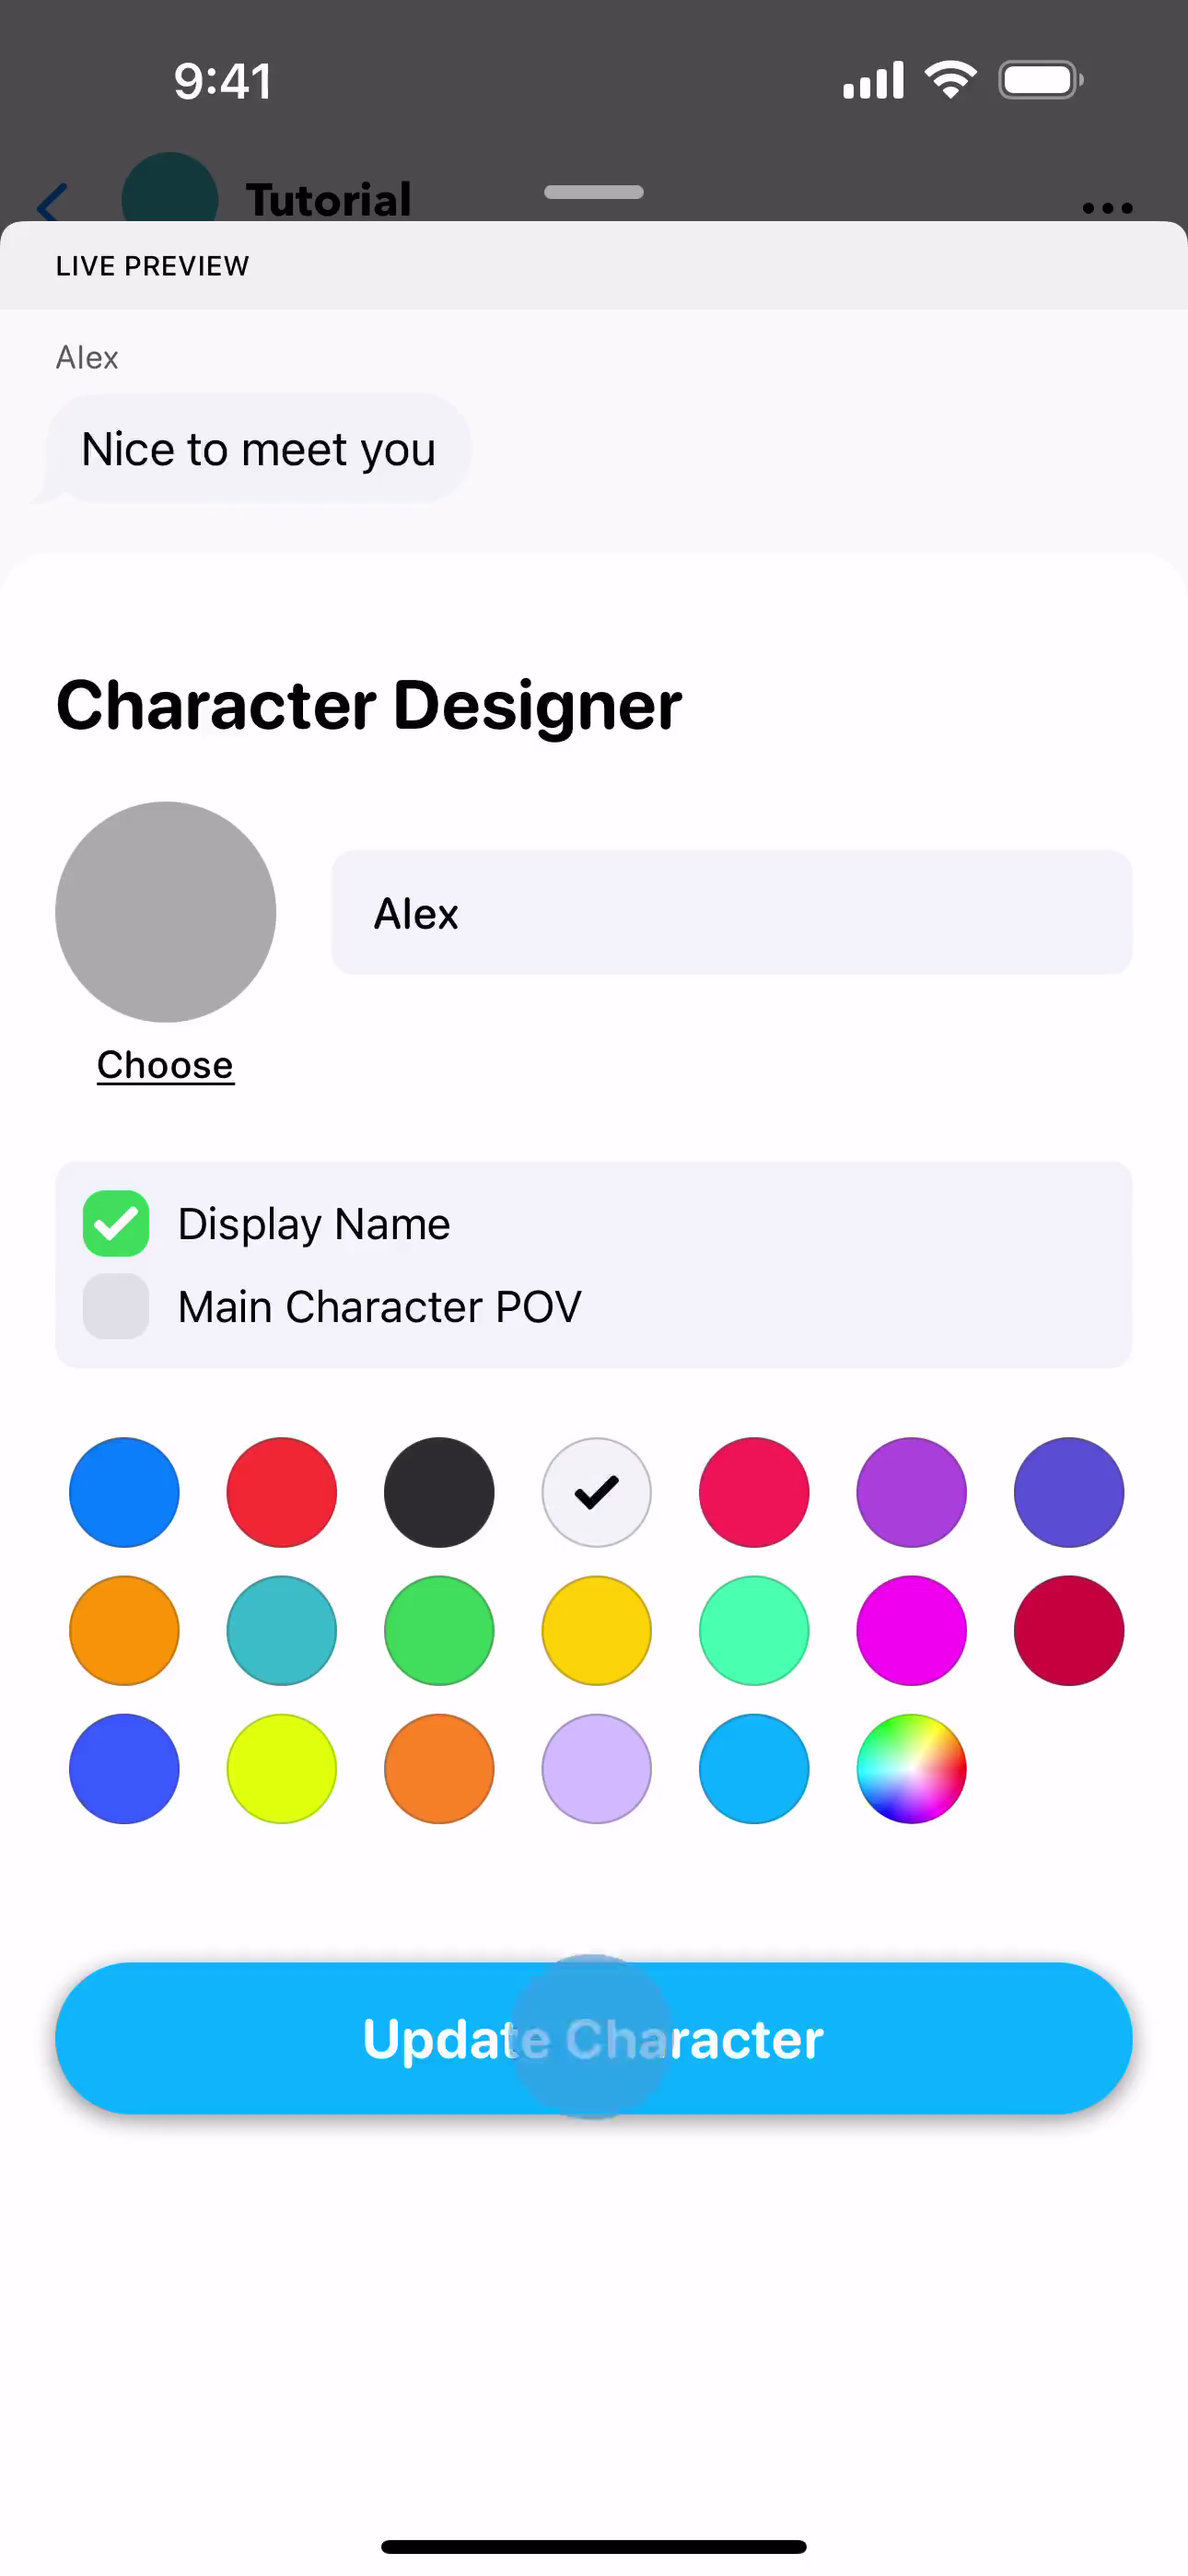 9:41
Tutorial
LIVE PREVIEW
Alex
Nice to meet you
Character Designer
Alex
Choose
Display Name
Main Character POV
Update Character